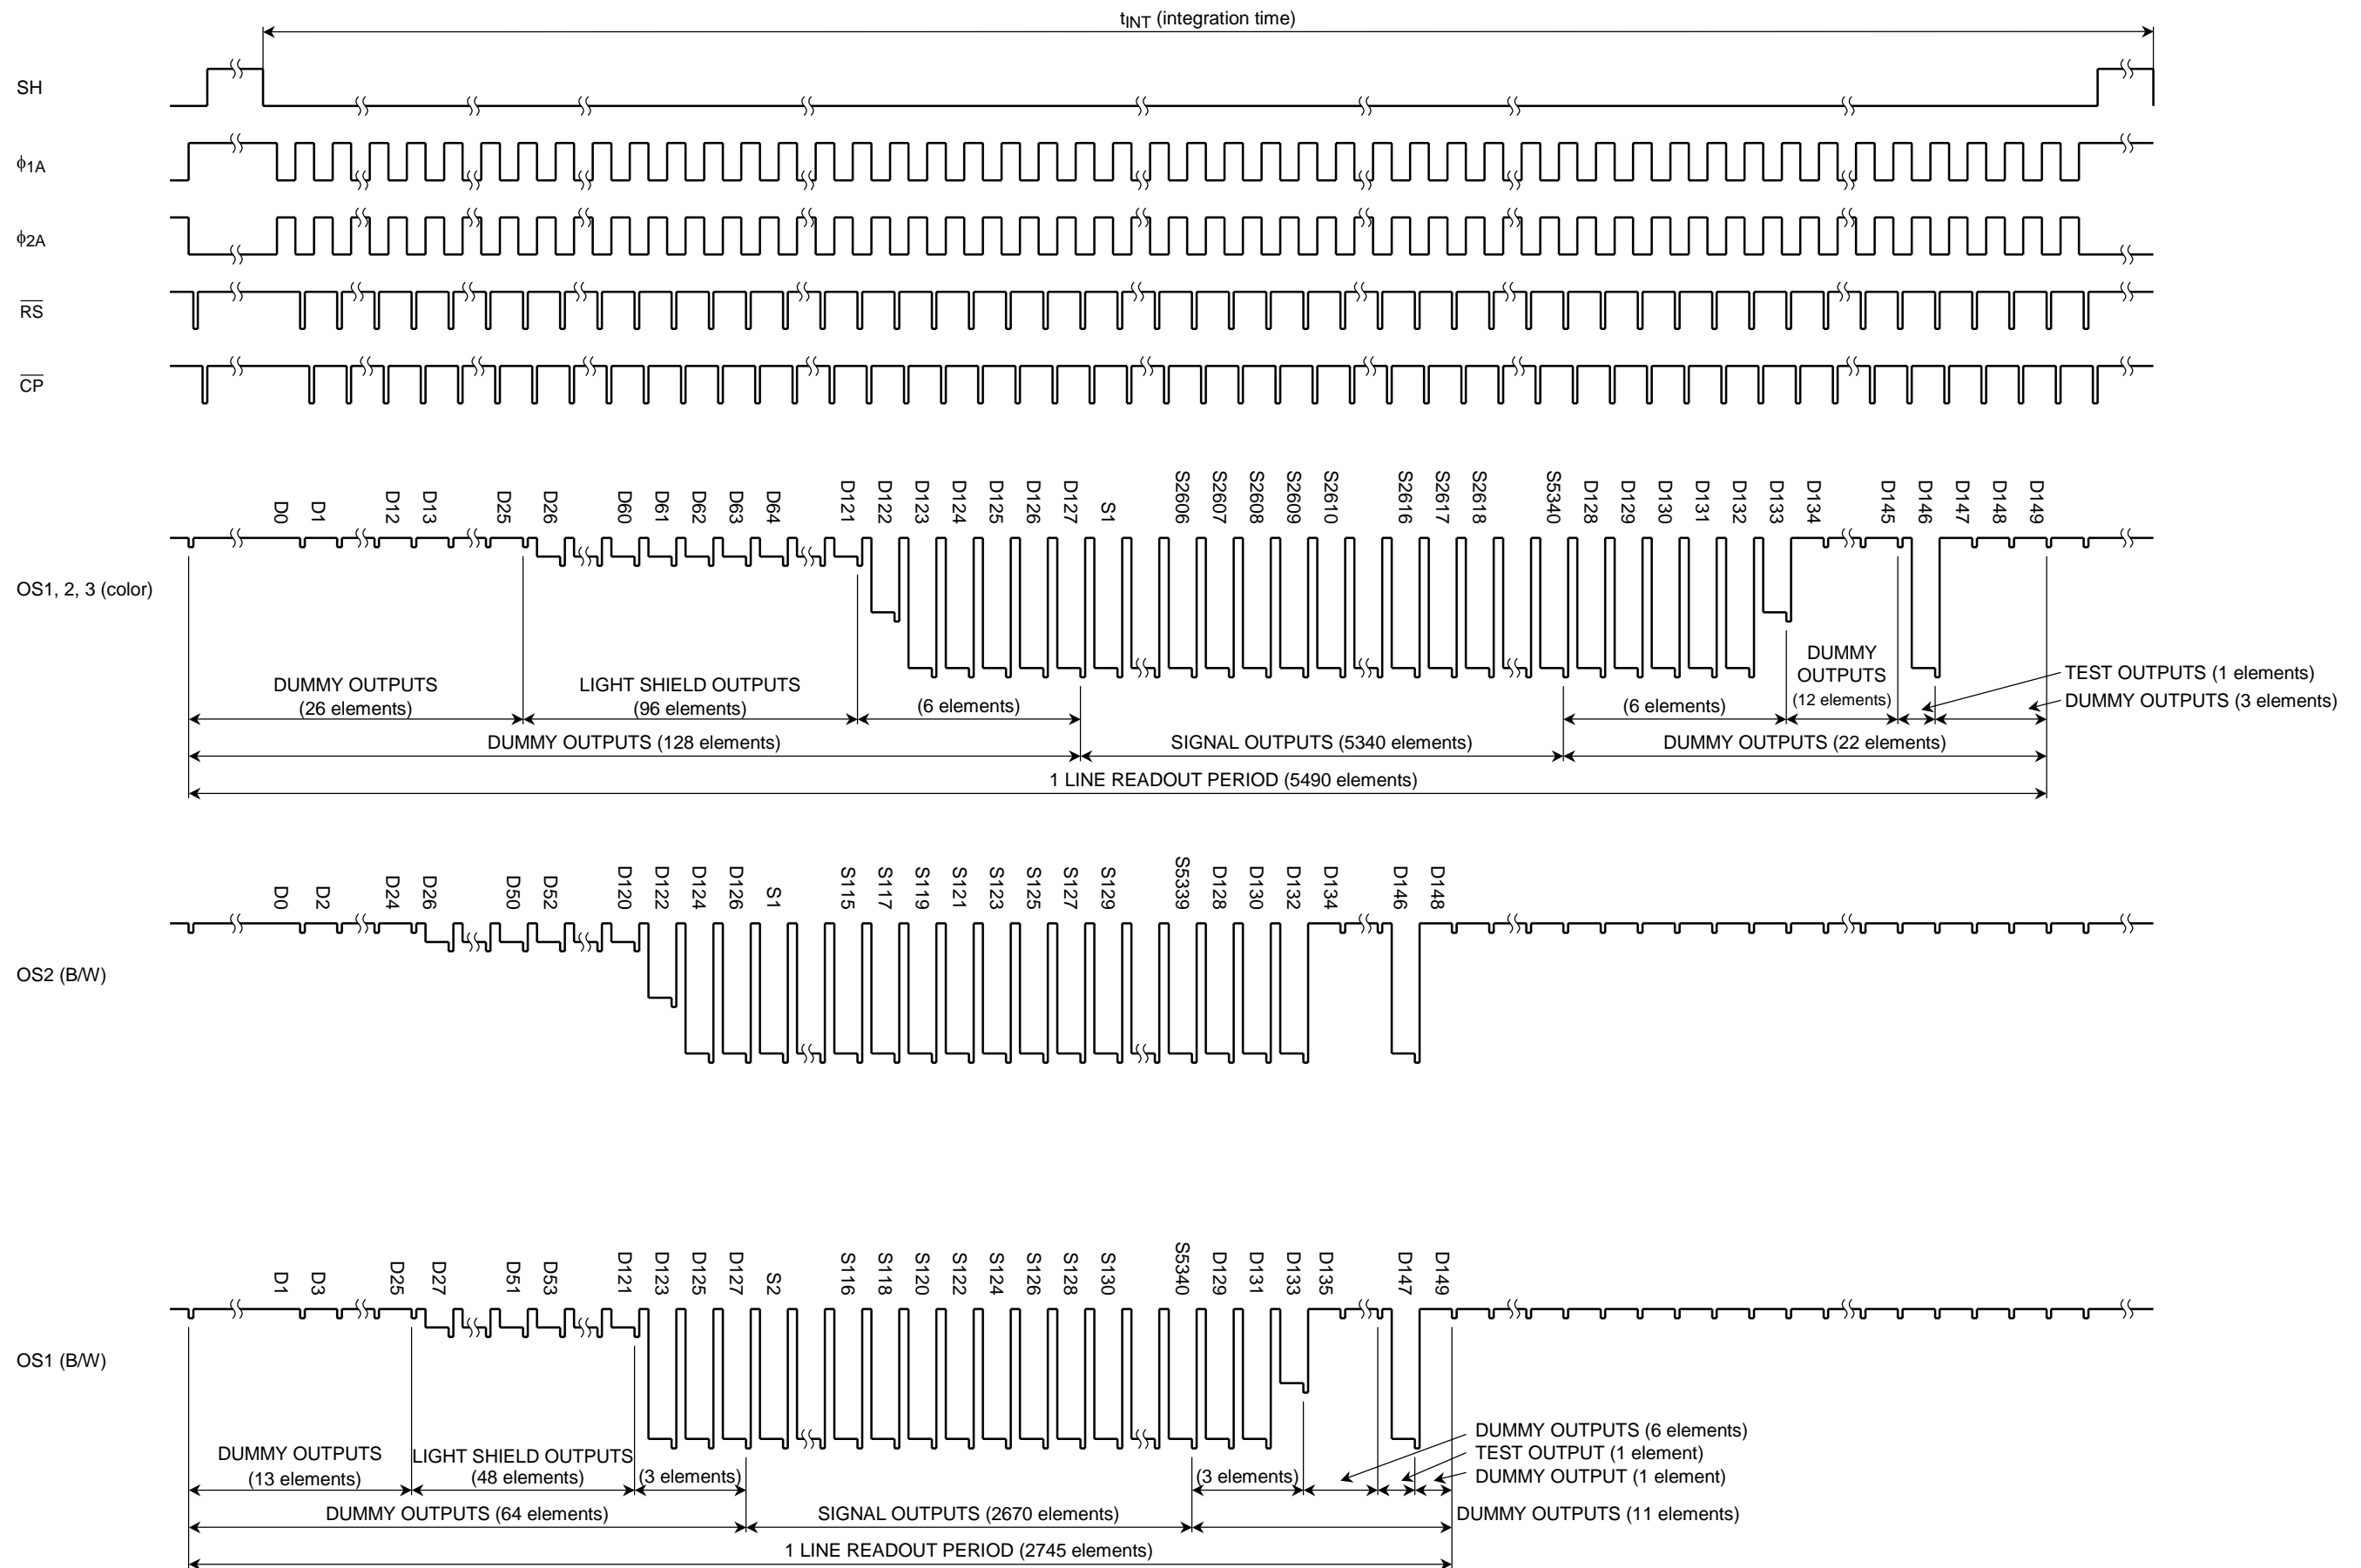 tINT (integration time)
SH
ϕ1A
ϕ2A
RS
CP
D0 D1 D12 D13 D25 D26 D60 D61 D62 D63 D64 D121 D122 D123 D124 D125 D126 D127 S1 S2606 S2607 S2608 S2609 S2610 S2616 S2617 S2618 S5340 D128 D129 D130 D131 D132 D133 D134 D145 D146 D147 D148 D149
OS1, 2, 3 (color)
DUMMY OUTPUTS
(26 elements)
LIGHT SHIELD OUTPUTS
(96 elements)
(6 elements)
(6 elements)
DUMMY
OUTPUTS
(12 elements)
TEST OUTPUTS (1 elements)
DUMMY OUTPUTS (3 elements)
DUMMY OUTPUTS (128 elements)
SIGNAL OUTPUTS (5340 elements)
DUMMY OUTPUTS (22 elements)
1 LINE READOUT PERIOD (5490 elements)
D0 D2 D24 D26 D50 D52 D120 D122 D124 D126 S1 S115 S117 S119 S121 S123 S125 S127 S129 S5339 D128 D130 D132 D134 D146 D148
OS2 (B/W)
D1 D3 D25 D27 D51 D53 D121 D123 D125 D127 S2 S116 S118 S120 S122 S124 S126 S128 S130 S5340 D129 D131 D133 D135 D147 D149
OS1 (B/W)
DUMMY OUTPUTS
(13 elements)
LIGHT SHIELD OUTPUTS
(48 elements)
(3 elements)
(3 elements)
DUMMY OUTPUTS (6 elements)
TEST OUTPUT (1 element)
DUMMY OUTPUT (1 element)
DUMMY OUTPUTS (64 elements)
SIGNAL OUTPUTS (2670 elements)
DUMMY OUTPUTS (11 elements)
1 LINE READOUT PERIOD (2745 elements)